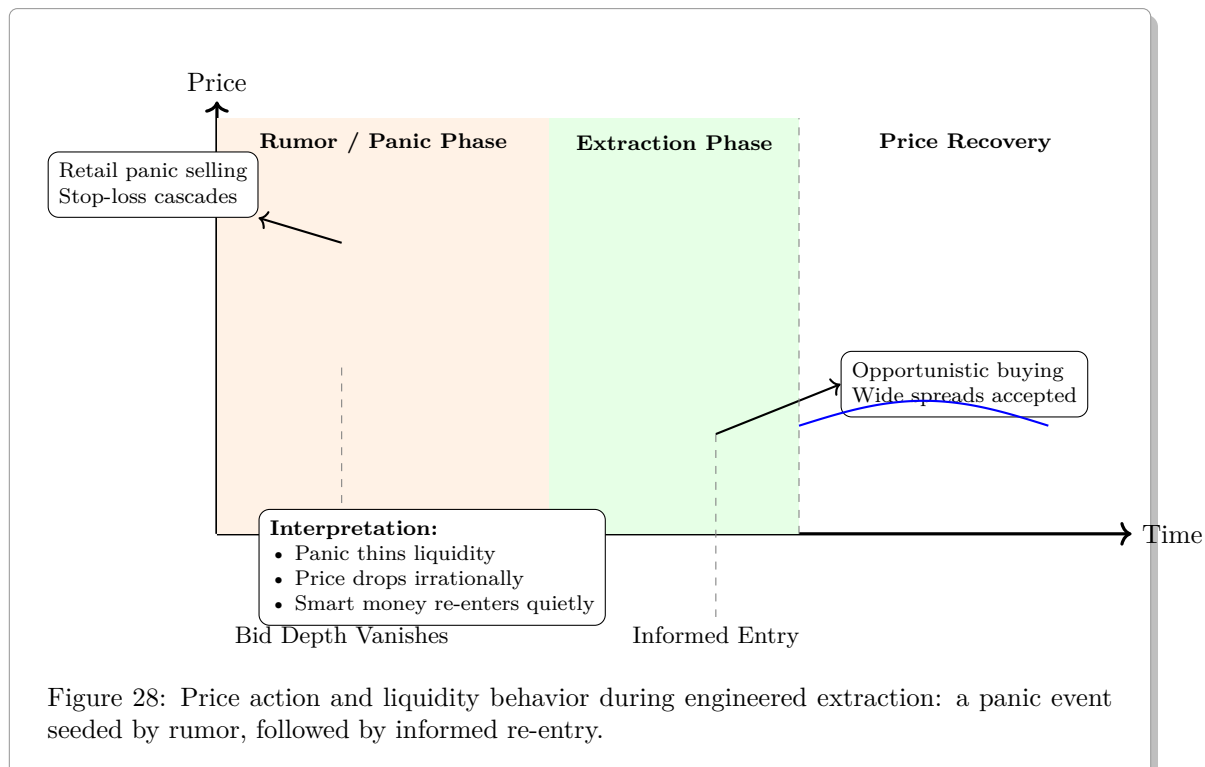 Price
Rumor / Panic Phase
Extraction Phase
Price Recovery
Retail panic selling
Stop-loss cascades
Opportunistic buying
Wide spreads accepted
Time
Interpretation:
• Panic thins liquidity
• Price drops irrationally
• Smart money re-enters quietly
Bid Depth Vanishes
Informed Entry
Figure 28: Price action and liquidity behavior during engineered extraction: a panic event
seeded by rumor, followed by informed re-entry.